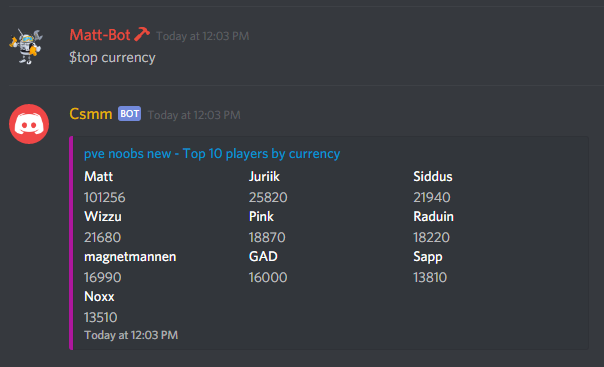 Matt-Bot Today at 12:03 PM
$top currency
Csmm BOT Today at 12:03 PM
pve noobs new - Top 10 players by currency
Matt Juriik Siddus
101256 25820 21940
Wizzu Pink Raduin
21680 18870 18220
magnetmannen GAD Sapp
16990 16000 13810
Noxx
13510
Today at 12:03 PM